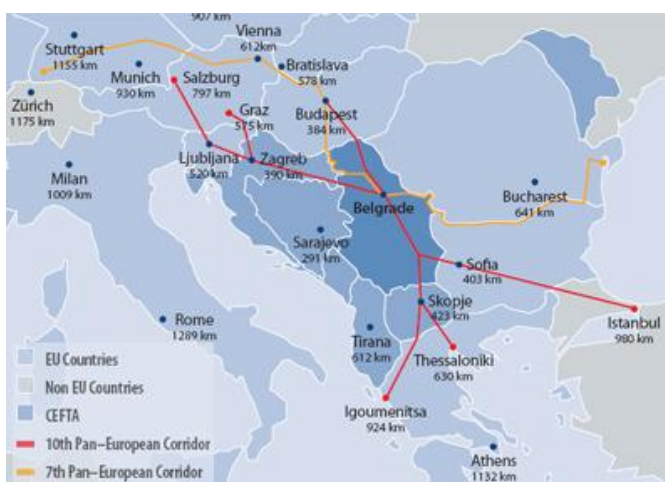 907 km
Vienna
612km
Stuttgart
1155 km
Munich
930 km
Salzburg
797 km
Bratislava
578 km
Zürich
1175 km
Graz
575 km
Budapest
384 km
Ljubljana
520 km
Zagreb
390 km
Milan
1009 km
Belgrade
Bucharest
641 km
Sarajevo
291 km
Sofia
403 km
Skopje
423 km
Istanbul
980 km
Rome
1289 km
Tirana
612 km
Thessaloniki
630 km
Igoumenitsa
924 km
Athens
1132 km
EU Countries
Non EU Countries
CEFTA
10th Pan–European Corridor
7th Pan–European Corridor